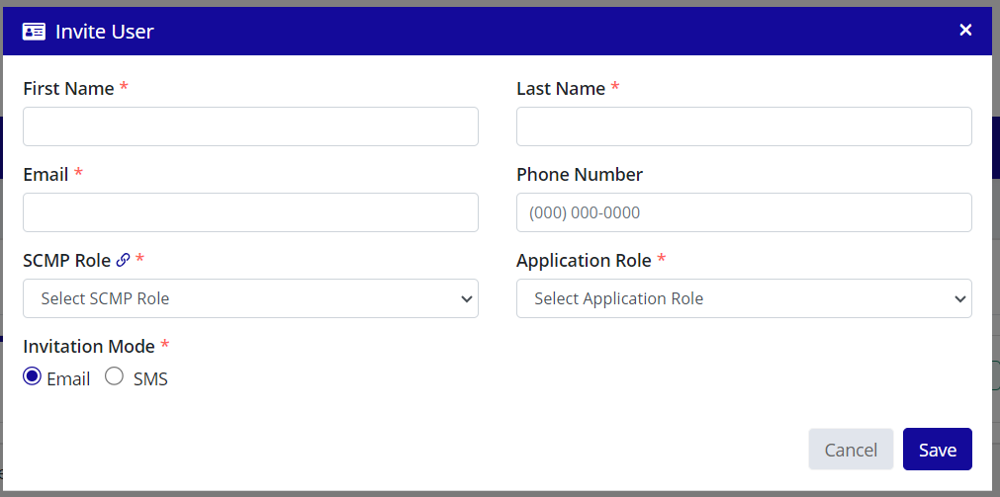 Invite User
First Name *
Last Name *
Email *
Phone Number
(000) 000-0000
SCMP Role *
Application Role *
Select SCMP Role
Select Application Role
Invitation Mode *
Email
SMS
Cancel
Save